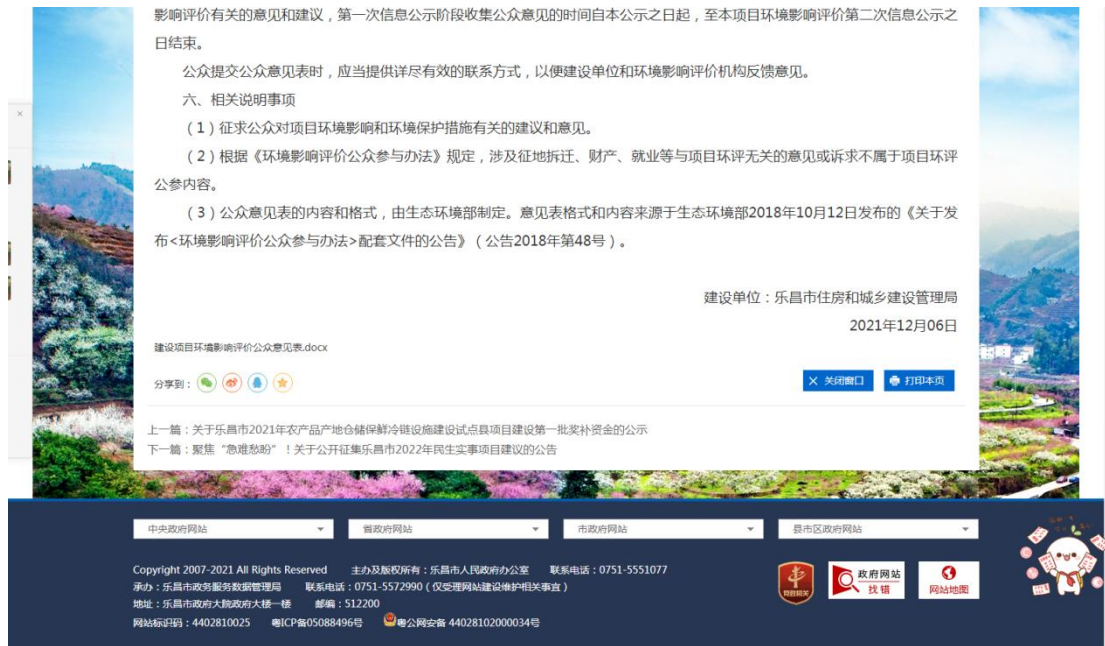 影响评价有关的意见和建议，第一次信息公示阶段收集公众意见的时间自本公示之日起，至本项目环境影响评价第二次信息公示之
日结束。
公众提交公众意见表时，应当提供详尽有效的联系方式，以便建设单位和环境影响评价机构反馈意见。
六、相关说明事项
（1）征求公众对项目环境影响和环境保护措施有关的建议和意见。
（2）根据《环境影响评价公众参与办法》规定，涉及征地拆迁、财产、就业等与项目环评无关的意见或诉求不属于项目环评
公参内容。
（3）公众意见表的内容和格式，由生态环境部制定。意见表格式和内容来源于生态环境部2018年10月12日发布的《关于发
布<环境影响评价公众参与办法>配套文件的公告》（公告2018年第48号）。
建设单位：乐昌市住房和城乡建设管理局
2021年12月06日
建设项目环境影响评价公众意见表.docx
分享到：
× 关闭窗口 打印本页
上一篇：关于乐昌市2021年农产品产地仓储保鲜冷链设施建设试点县项目建设第一批奖补资金的公示
下一篇：聚焦“急难愁盼”！关于公开征集乐昌市2022年民生实事项目建议的公告
中央政府网站 省政府网站 市政府网站 县市区政府网站
Copyright 2007-2021 All Rights Reserved 主办及版权所有：乐昌市人民政府办公室 联系电话：0751-5551077
承办：乐昌市政务服务数据管理局 联系电话：0751-5572990（仅受理网站建设维护相关事宜）
地址：乐昌市政府大院政府大楼一楼 邮编：512200
网站标识码：4402810025 粤ICP备05088496号 粤公网安备 44028102000034号
党政机关
政府网站
找错
网站地图